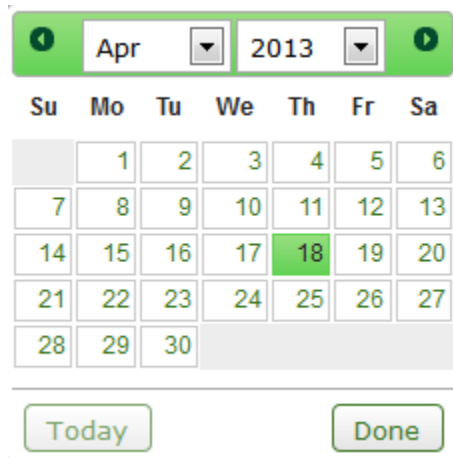 Apr 2013
Su Mo Tu We Th Fr Sa
1 2 3 4 5 6
7 8 9 10 11 12 13
14 15 16 17 18 19 20
21 22 23 24 25 26 27
28 29 30
Today Done